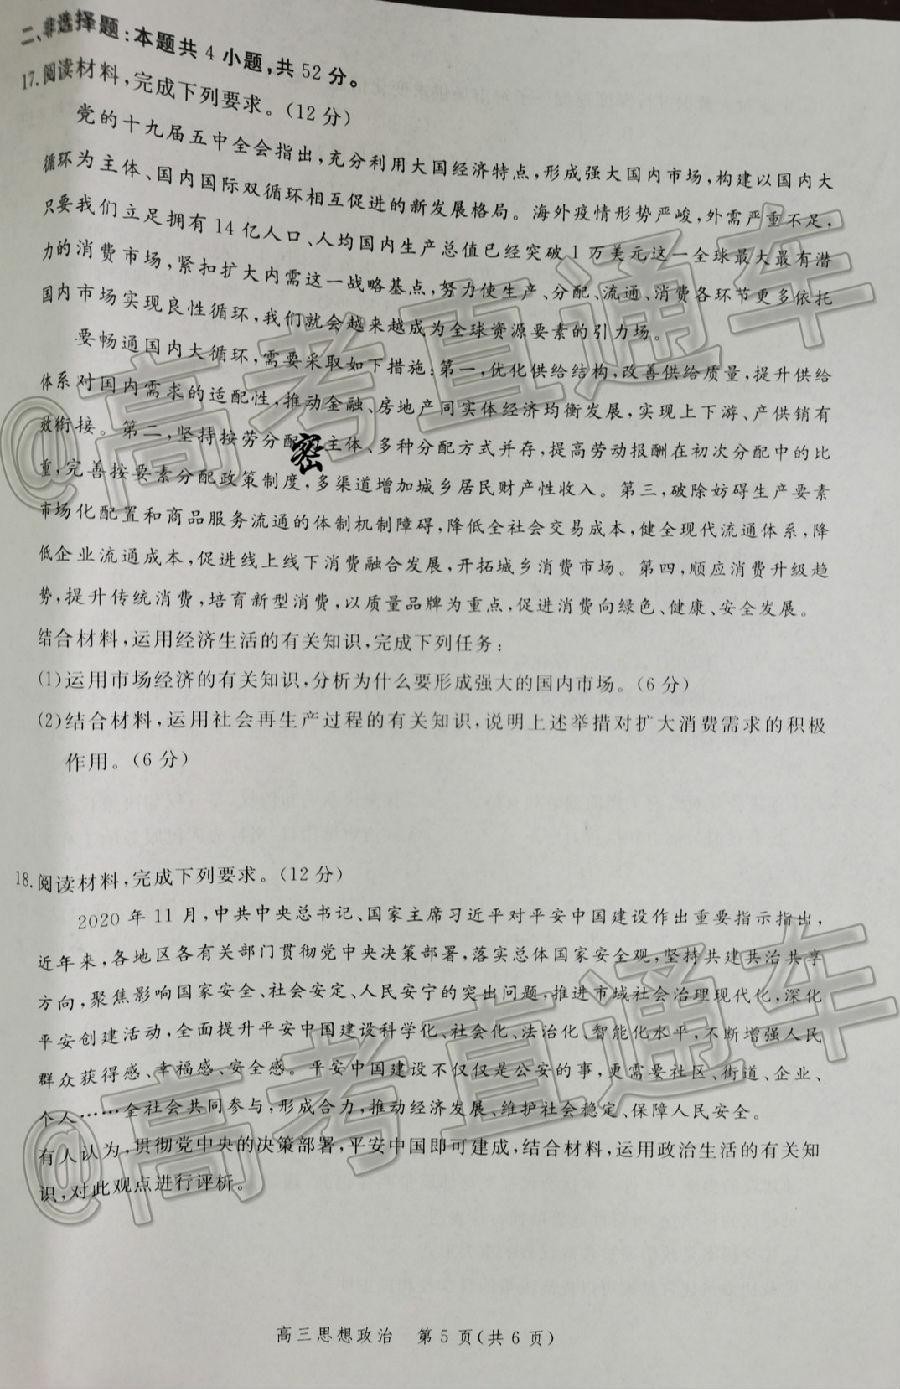 二、非选择题:本题共4小题,共52分。
17.阅读材料,完成下列要求。(12分)
党的十九届五中全会指出,充分利用大国经济特点,形成强大国内市场,构建以国内大
循环为主体、国内国际双循环相互促进的新发展格局。海外疫情形势严峻,外需严重不足,
只要我们立足拥有14亿人口、人均国内生产总值已经突破1万美元这一全球最大最有潜
力的消费市场,紧扣扩大内需这一战略基点,努力使生产、分配、流通、消费各环节更多依托
国内市场实现良性循环,我们就会越来越成为全球资源要素的引力场。
要畅通国内大循环,需要采取如下措施:第一,优化供给结构,改善供给质量,提升供给
体系对国内需求的适配性,推动金融、房地产同实体经济均衡发展,实现上下游、产供销有
效衔接。第二,坚持按劳分配密主体、多种分配方式并存,提高劳动报酬在初次分配中的比
重,完善按要素分配政策制度,多渠道增加城乡居民财产性收入。第三,破除妨碍生产要素
市场化配置和商品服务流通的体制机制障碍,降低全社会交易成本,健全现代流通体系,降
低企业流通成本,促进线上线下消费融合发展,开拓城乡消费市场。第四,顺应消费升级趋
势,提升传统消费,培育新型消费,以质量品牌为重点,促进消费向绿色、健康、安全发展。
结合材料,运用经济生活的有关知识,完成下列任务:
(1)运用市场经济的有关知识,分析为什么要形成强大的国内市场。(6分)
(2)结合材料,运用社会再生产过程的有关知识,说明上述举措对扩大消费需求的积极
作用。(6分)
18.阅读材料,完成下列要求。(12分)
2020年11月,中共中央总书记、国家主席习近平对平安中国建设作出重要指示指出,
近年来,各地区各有关部门贯彻党中央决策部署,落实总体国家安全观,坚持共建共治共享
方向,聚焦影响国家安全、社会安定、人民安宁的突出问题,推进市域社会治理现代化,深化
平安创建活动,全面提升平安中国建设科学化、社会化、法治化、智能化水平,不断增强人民
群众获得感、幸福感、安全感。平安中国建设不仅仅是公安的事,更需要社区、街道、企业、
个人……全社会共同参与,形成合力,推动经济发展、维护社会稳定、保障人民安全。
有人认为,贯彻党中央的决策部署,平安中国即可建成,结合材料,运用政治生活的有关知
识,对此观点进行评析。
高三思想政治 第5页(共6页)
@高考直通车
@高考直通车